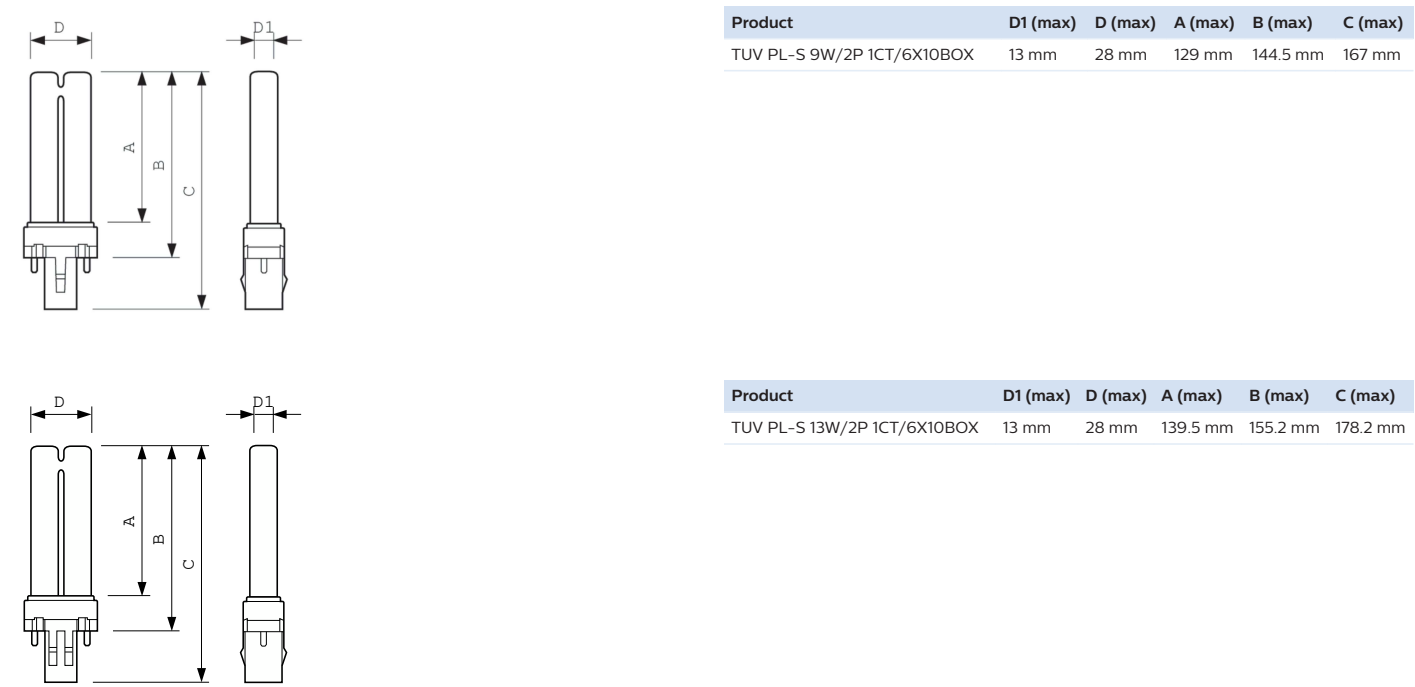 D
D1
A
B
C
Product D1 (max) D (max) A (max) B (max) C (max)
TUV PL-S 9W/2P 1CT/6X10BOX 13 mm 28 mm 129 mm 144.5 mm 167 mm
D
D1
A
B
C
Product D1 (max) D (max) A (max) B (max) C (max)
TUV PL-S 13W/2P 1CT/6X10BOX 13 mm 28 mm 139.5 mm 155.2 mm 178.2 mm